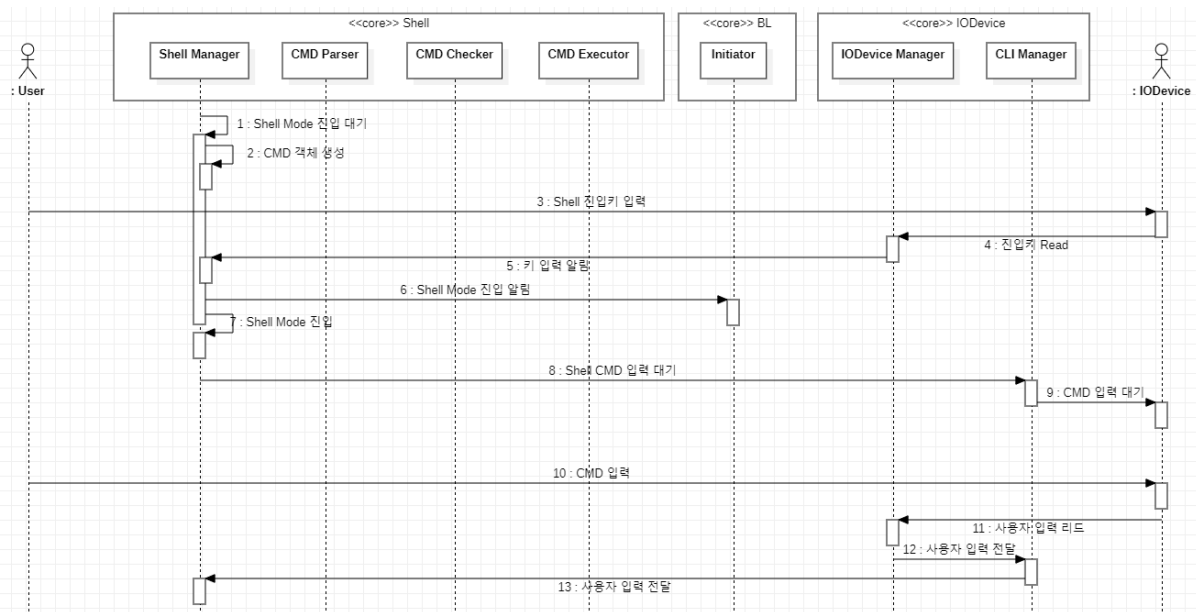 <<core>> Shell
<<core>> BL
<<core>> IODevice
Shell Manager
CMD Parser
CMD Checker
CMD Executor
Initiator
IODevice Manager
CLI Manager
: User
: IODevice
1 : Shell Mode 진입 대기
2 : CMD 객체 생성
3 : Shell 진입키 입력
4 : 진입키 Read
5 : 키 입력 알림
6 : Shell Mode 진입 알림
7 : Shell Mode 진입
8 : Shell CMD 입력 대기
9 : CMD 입력 대기
10 : CMD 입력
11 : 사용자 입력 리드
12 : 사용자 입력 전달
13 : 사용자 입력 전달